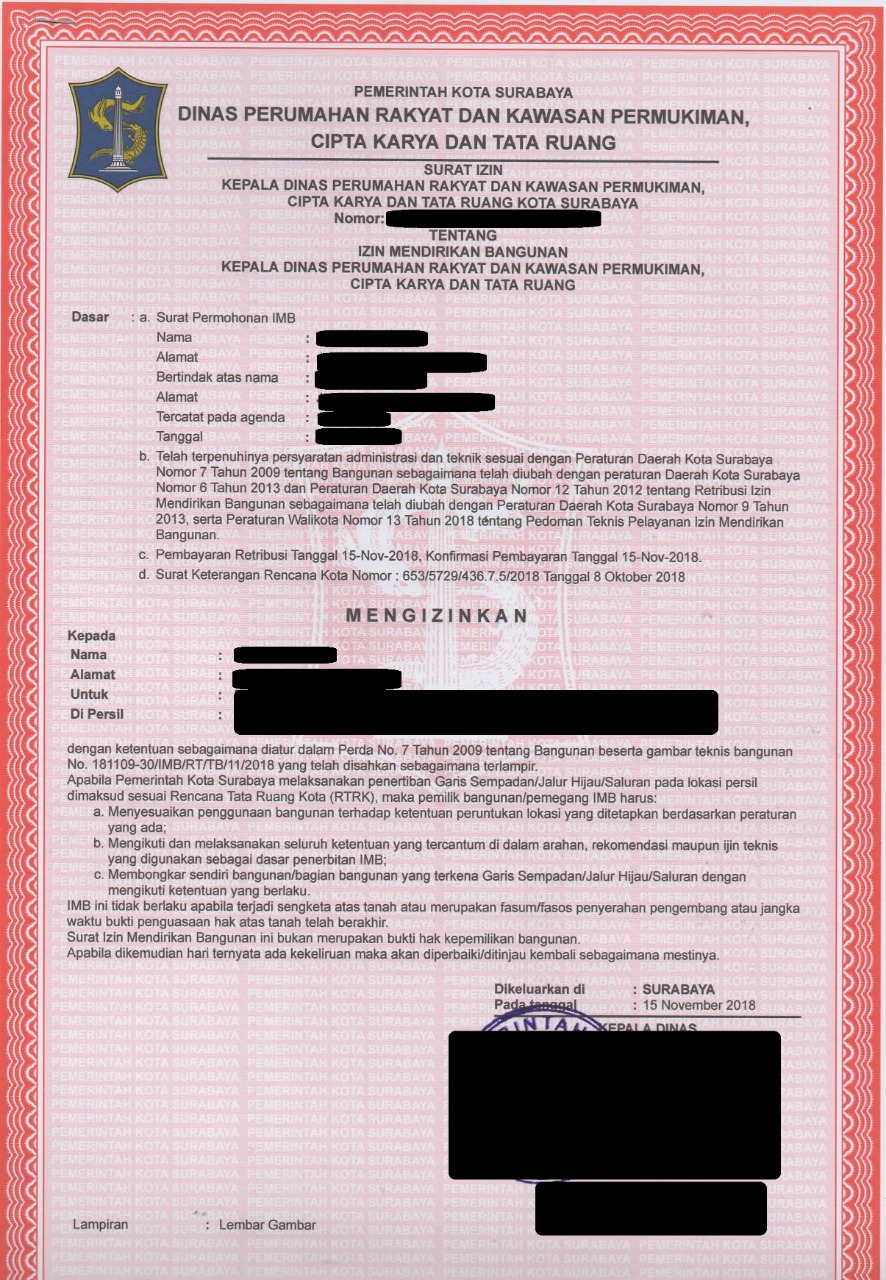 PEMERINTAH KOTA SURABAYA
DINAS PERUMAHAN RAKYAT DAN KAWASAN PERMUKIMAN,
CIPTA KARYA DAN TATA RUANG
SURAT IZIN
KEPALA DINAS PERUMAHAN RAKYAT DAN KAWASAN PERMUKIMAN,
CIPTA KARYA DAN TATA RUANG KOTA SURABAYA
Nomor:
TENTANG
IZIN MENDIRIKAN BANGUNAN
KEPALA DINAS PERUMAHAN RAKYAT DAN KAWASAN PERMUKIMAN,
CIPTA KARYA DAN TATA RUANG
Dasar : a. Surat Permohonan IMB
Nama :
Alamat :
Bertindak atas nama :
Alamat :
Tercatat pada agenda :
Tanggal :
b. Telah terpenuhinya persyaratan administrasi dan teknik sesuai dengan Peraturan Daerah Kota Surabaya
Nomor 7 Tahun 2009 tentang Bangunan sebagaimana telah diubah dengan peraturan Daerah Kota Surabaya
Nomor 6 Tahun 2013 dan Peraturan Daerah Kota Surabaya Nomor 12 Tahun 2012 tentang Retribusi Izin
Mendirikan Bangunan sebagaimana telah diubah dengan Peraturan Daerah Kota Surabaya Nomor 9 Tahun
2013, serta Peraturan Walikota Nomor 13 Tahun 2018 tentang Pedoman Teknis Pelayanan Izin Mendirikan
Bangunan.
c. Pembayaran Retribusi Tanggal 15-Nov-2018, Konfirmasi Pembayaran Tanggal 15-Nov-2018.
d. Surat Keterangan Rencana Kota Nomor : 653/5729/436.7.5/2018 Tanggal 8 Oktober 2018
MENGIZINKAN
Kepada
Nama :
Alamat :
Untuk :
Di Persil :
dengan ketentuan sebagaimana diatur dalam Perda No. 7 Tahun 2009 tentang Bangunan beserta gambar teknis bangunan
No. 181109-30/IMB/RT/TB/11/2018 yang telah disahkan sebagaimana terlampir.
Apabila Pemerintah Kota Surabaya melaksanakan penertiban Garis Sempadan/Jalur Hijau/Saluran pada lokasi persil
dimaksud sesuai Rencana Tata Ruang Kota (RTRK), maka pemilik bangunan/pemegang IMB harus:
a. Menyesuaikan penggunaan bangunan terhadap ketentuan peruntukan lokasi yang ditetapkan berdasarkan peraturan
yang ada;
b. Mengikuti dan melaksanakan seluruh ketentuan yang tercantum di dalam arahan, rekomendasi maupun ijin teknis
yang digunakan sebagai dasar penerbitan IMB;
c. Membongkar sendiri bangunan/bagian bangunan yang terkena Garis Sempadan/Jalur Hijau/Saluran dengan
mengikuti ketentuan yang berlaku.
IMB ini tidak berlaku apabila terjadi sengketa atas tanah atau merupakan fasum/fasos penyerahan pengembang atau jangka
waktu bukti penguasaan hak atas tanah telah berakhir.
Surat Izin Mendirikan Bangunan ini bukan merupakan bukti hak kepemilikan bangunan.
Apabila dikemudian hari ternyata ada kekeliruan maka akan diperbaiki/ditinjau kembali sebagaimana mestinya.
Dikeluarkan di : SURABAYA
Pada tanggal : 15 November 2018
KEPALA DINAS
Lampiran : Lembar Gambar